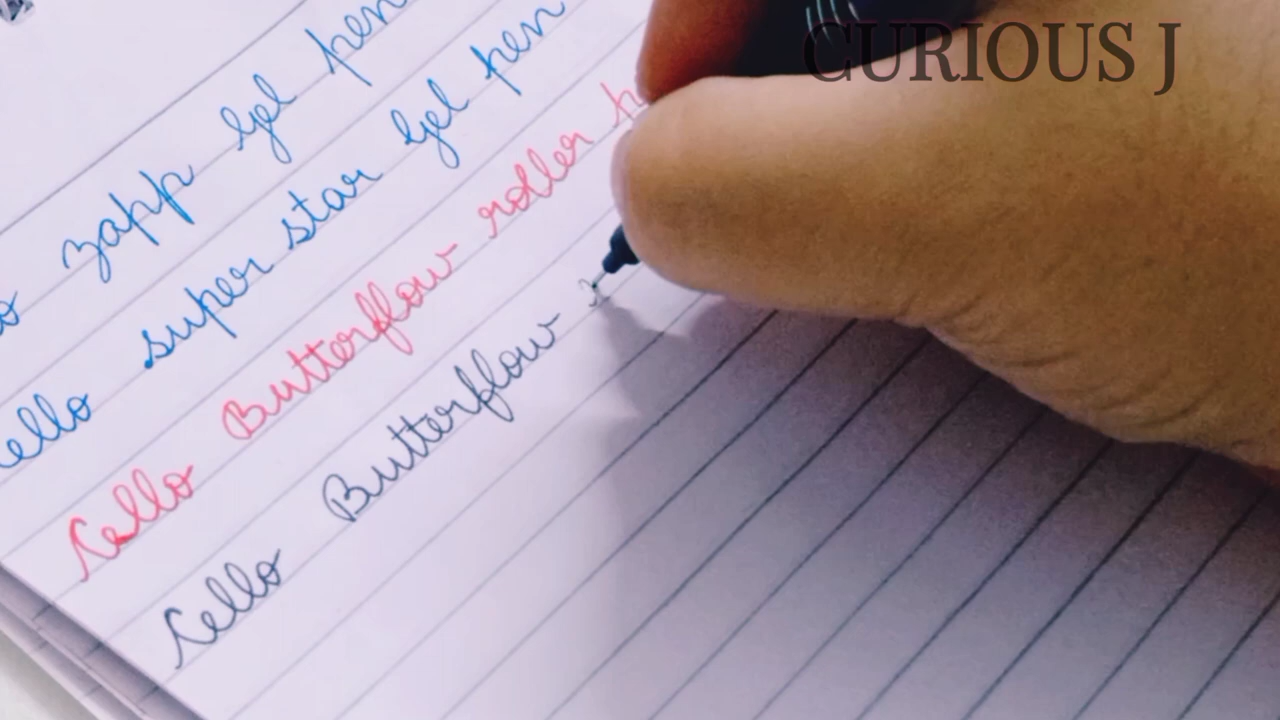 CURIOUS J
zapp gel pen
super star gel pen
ello
Cello Butterflow roller
Cello Butterflow